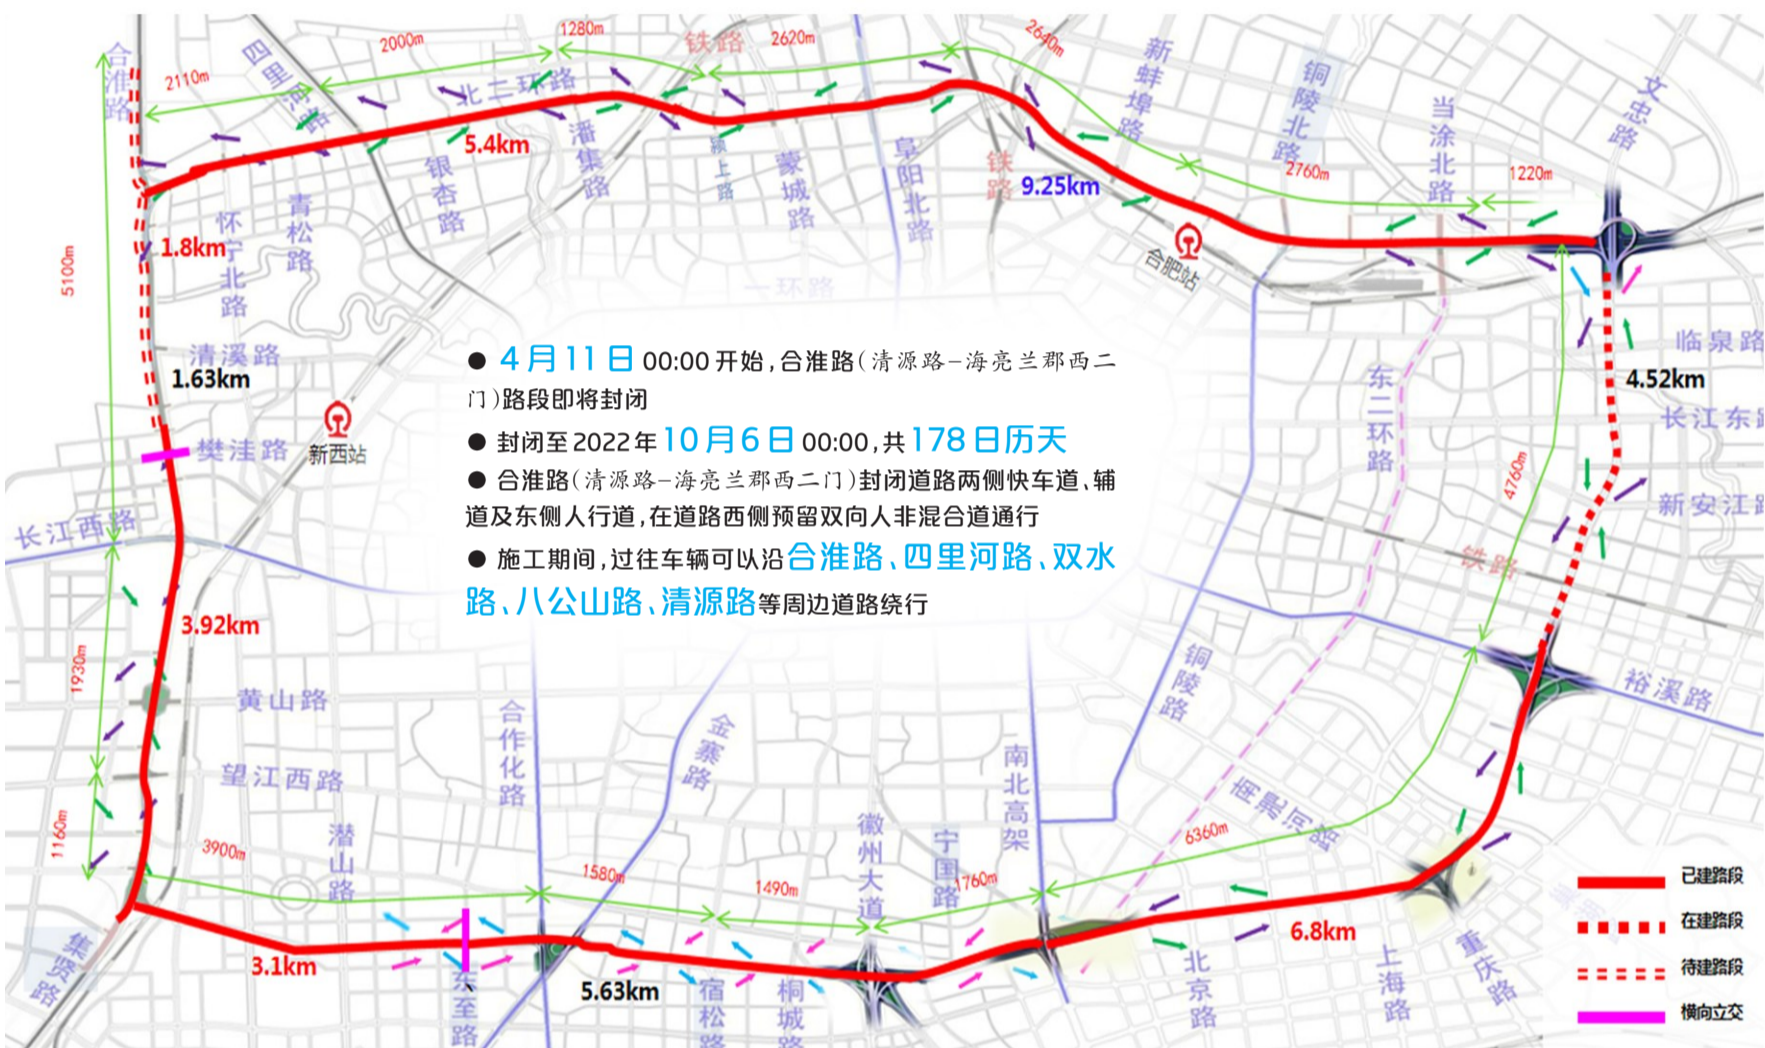 合淮路
四里河路
2000m
1280m
铁路
2620m
2640m
新蚌埠路
铜陵北路
当涂北路
文忠路
2110m
北二环路
5.4km
银杏路
潘集路
颍上路
蒙城路
阜阳北路
铁路
9.25km
2760m
1220m
5100m
1.8km
怀宁北路
青松路
合肥站
一环路
清溪路
1.63km
樊洼路
新西站
长江西路
● 4月11日00:00开始,合淮路(清源路-海亮兰郡西二
门)路段即将封闭
● 封闭至2022年10月6日00:00,共178日历天
● 合淮路(清源路-海亮兰郡西二门)封闭道路两侧快车道、辅
道及东侧人行道,在道路西侧预留双向人非混合道通行
● 施工期间,过往车辆可以沿合淮路、四里河路、双水
路、八公山路、清源路等周边道路绕行
东二环路
临泉路
4.52km
长江东路
4760m
新安江路
铁路
裕溪路
铜陵路
3.92km
1930m
黄山路
望江西路
合作化路
金寨路
南北高架
1160m
3900m
潜山路
1580m
1490m
徽州大道
宁国路
1760m
6360m
集贤路
3.1km
东至路
5.63km
宿松路
桐城路
北京路
6.8km
上海路
重庆路
已建路段
在建路段
待建路段
横向立交